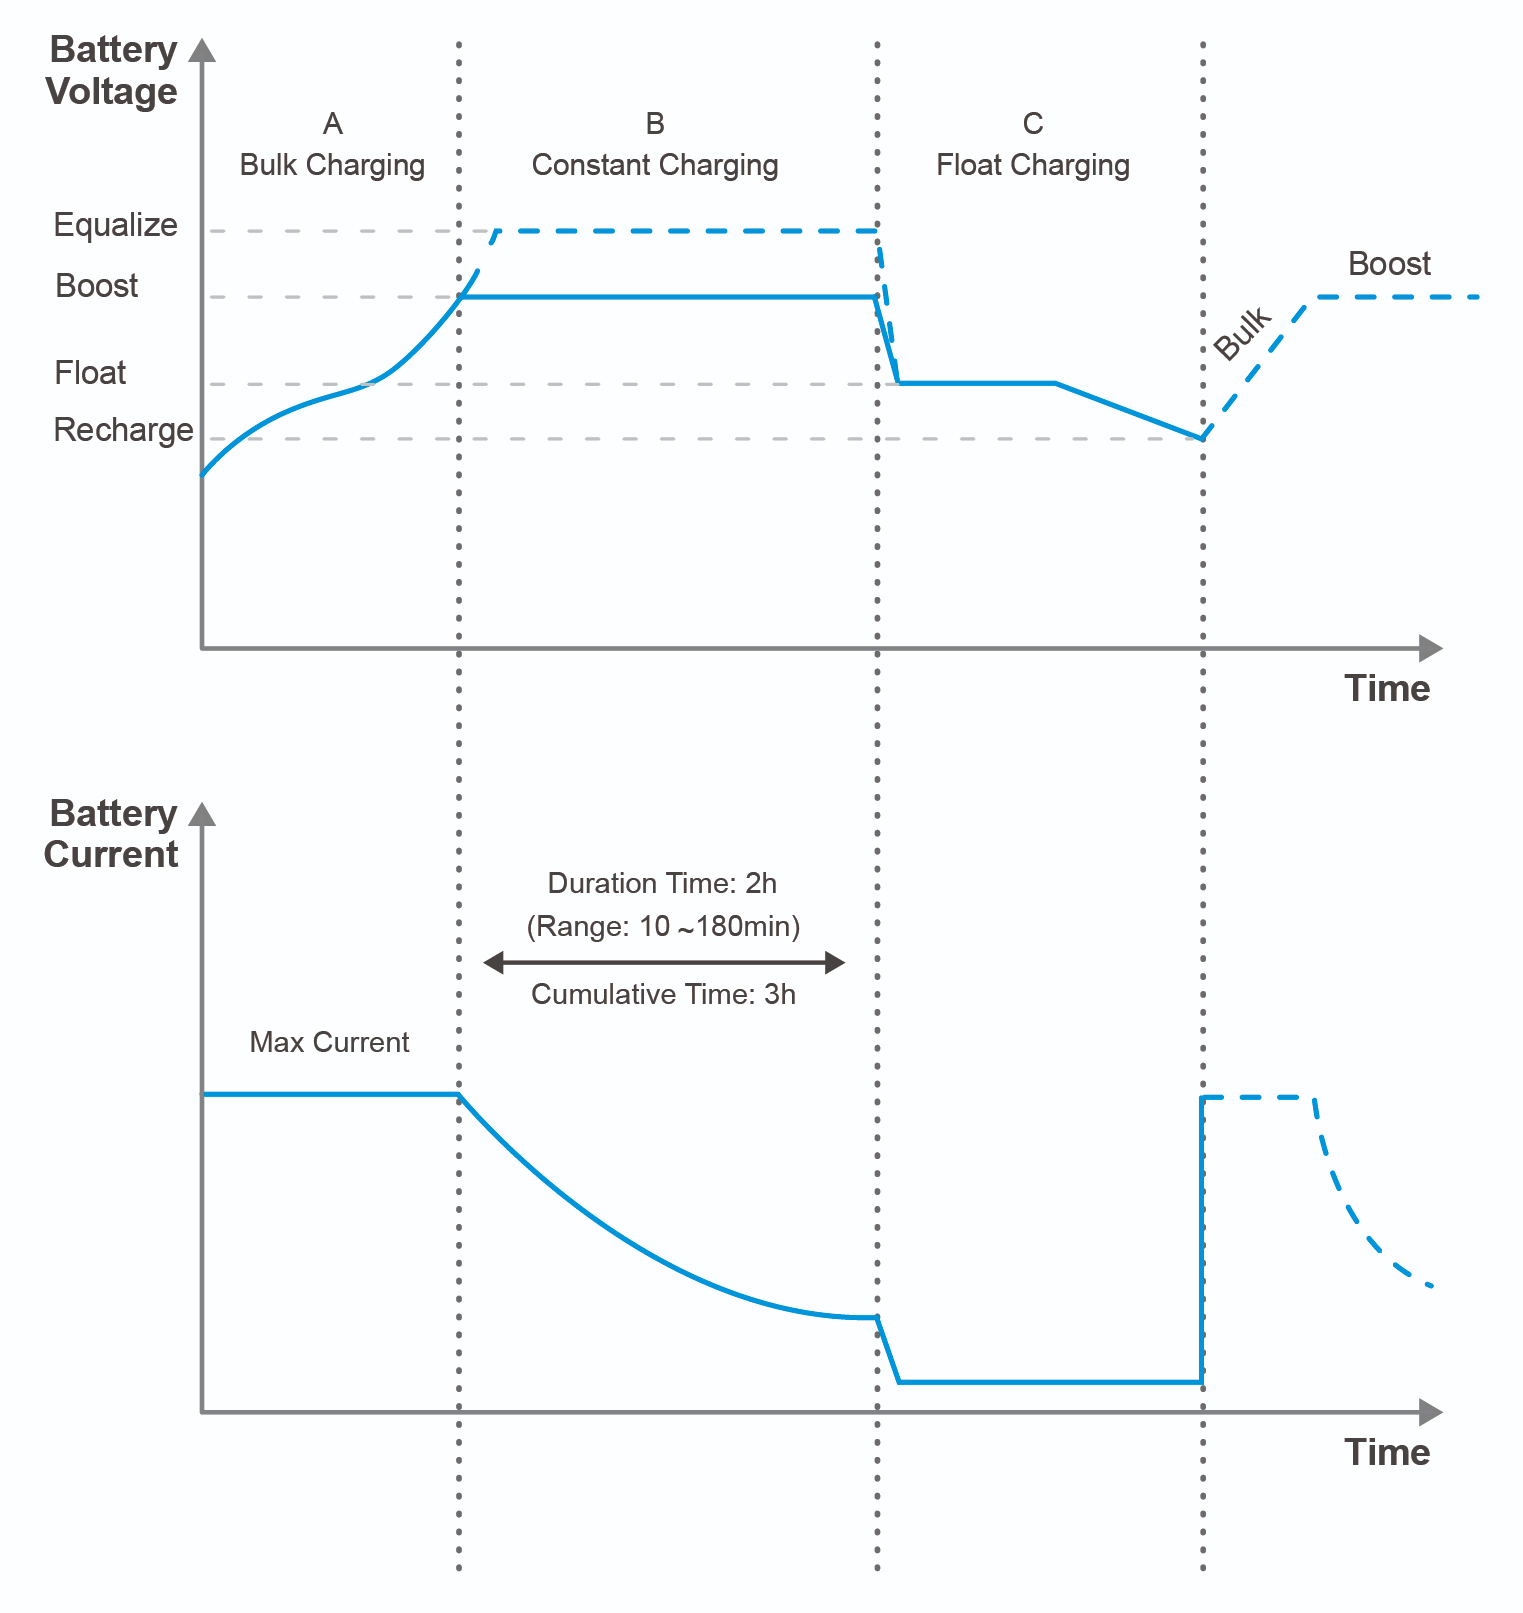 Battery
Voltage
A
Bulk Charging
B
Constant Charging
C
Float Charging
Equalize
Boost
Float
Recharge
Bulk
Boost
Time
Battery
Current
Duration Time: 2h
(Range: 10 ~180min)
Cumulative Time: 3h
Max Current
Time